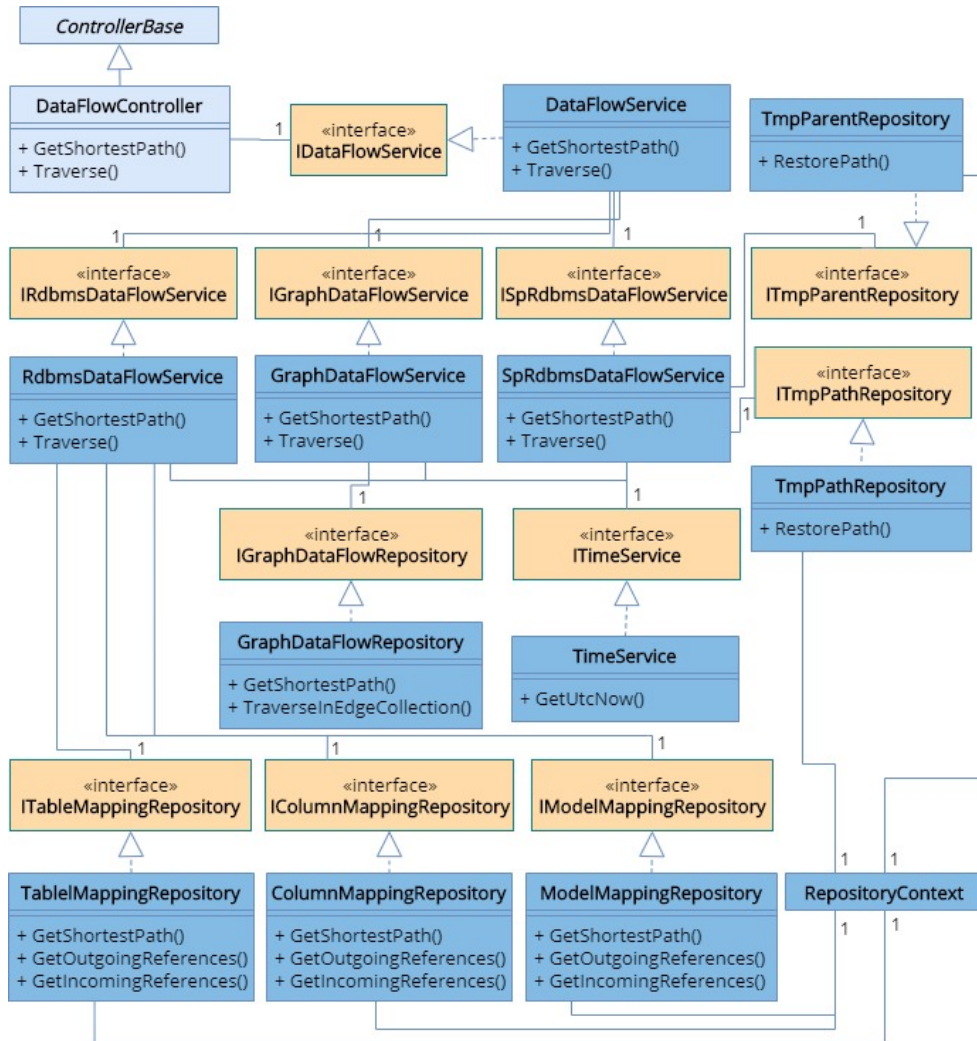 ControllerBase
DataFlowController
+ GetShortestPath()
+ Traverse()
1
«interface»
IDataFlowService
DataFlowService
+ GetShortestPath()
+ Traverse()
TmpParentRepository
+ RestorePath()
1
1
1
1
«interface»
IRdbmsDataFlowService
«interface»
IGraphDataFlowService
«interface»
ISpRdbmsDataFlowService
«interface»
ITmpParentRepository
RdbmsDataFlowService
+ GetShortestPath()
+ Traverse()
GraphDataFlowService
+ GetShortestPath()
+ Traverse()
SpRdbmsDataFlowService
+ GetShortestPath()
+ Traverse()
1
«interface»
ITmpPathRepository
TmpPathRepository
+ RestorePath()
1
1
«interface»
IGraphDataFlowRepository
«interface»
ITimeService
GraphDataFlowRepository
+ GetShortestPath()
+ TraverseInEdgeCollection()
TimeService
+ GetUtcNow()
1
1
1
«interface»
ITableMappingRepository
«interface»
IColumnMappingRepository
«interface»
IModelMappingRepository
TablelMappingRepository
+ GetShortestPath()
+ GetOutgoingReferences()
+ GetIncomingReferences()
ColumnMappingRepository
+ GetShortestPath()
+ GetOutgoingReferences()
+ GetIncomingReferences()
ModelMappingRepository
+ GetShortestPath()
+ GetOutgoingReferences()
+ GetIncomingReferences()
1
1
RepositoryContext
1
1